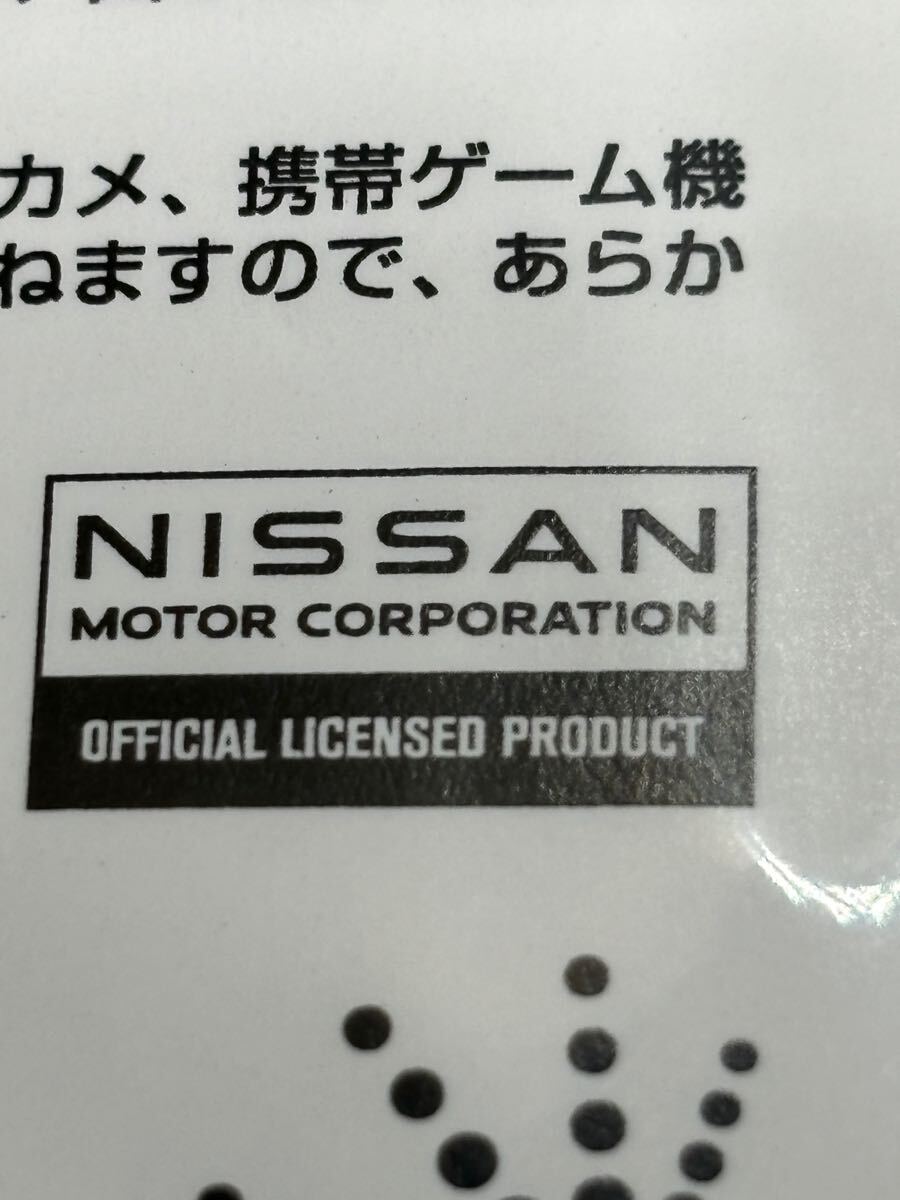 カメ、携帯ゲーム機
ねますので、あらか
NISSAN
MOTOR CORPORATION
OFFICIAL LICENSED PRODUCT